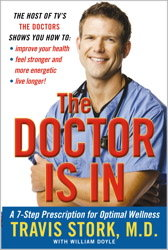 THE HOST OF TV'S
THE DOCTORS
SHOWS YOU HOW TO:
• improve your health
• feel stronger and
more energetic
• live longer!
The
DOCTOR
IS IN
A 7-Step Prescription for Optimal Wellness
TRAVIS STORK, M.D.
WITH WILLIAM DOYLE